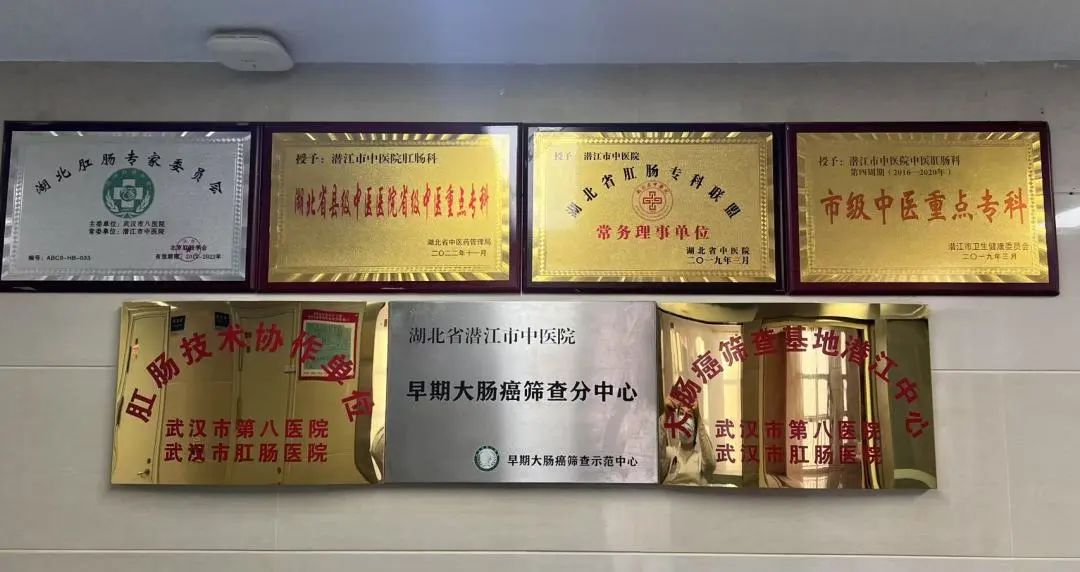 湖北肛肠专家委员会
主委单位：武汉市八医院
常委单位：潜江市中医院
编号：ABC9-HB-033
授予：潜江市中医院肛肠科
湖北省县级中医医院省级中医重点专科
湖北省中医药管理局
二〇二二年十一月
授予：潜江市中医院
湖北省肛肠专科联盟
常务理事单位
湖北省中医院
二〇一九年三月
授予：潜江市中医院中医肛肠科
第四周期（2016—2020年）
市级中医重点专科
潜江市卫生健康委员会
二〇一九年三月
肛肠技术协作单位
武汉市第八医院
武汉市肛肠医院
湖北省潜江市中医院
早期大肠癌筛查分中心
早期大肠癌筛查示范中心
大肠癌筛查基地潜江中心
武汉市第八医院
武汉市肛肠医院